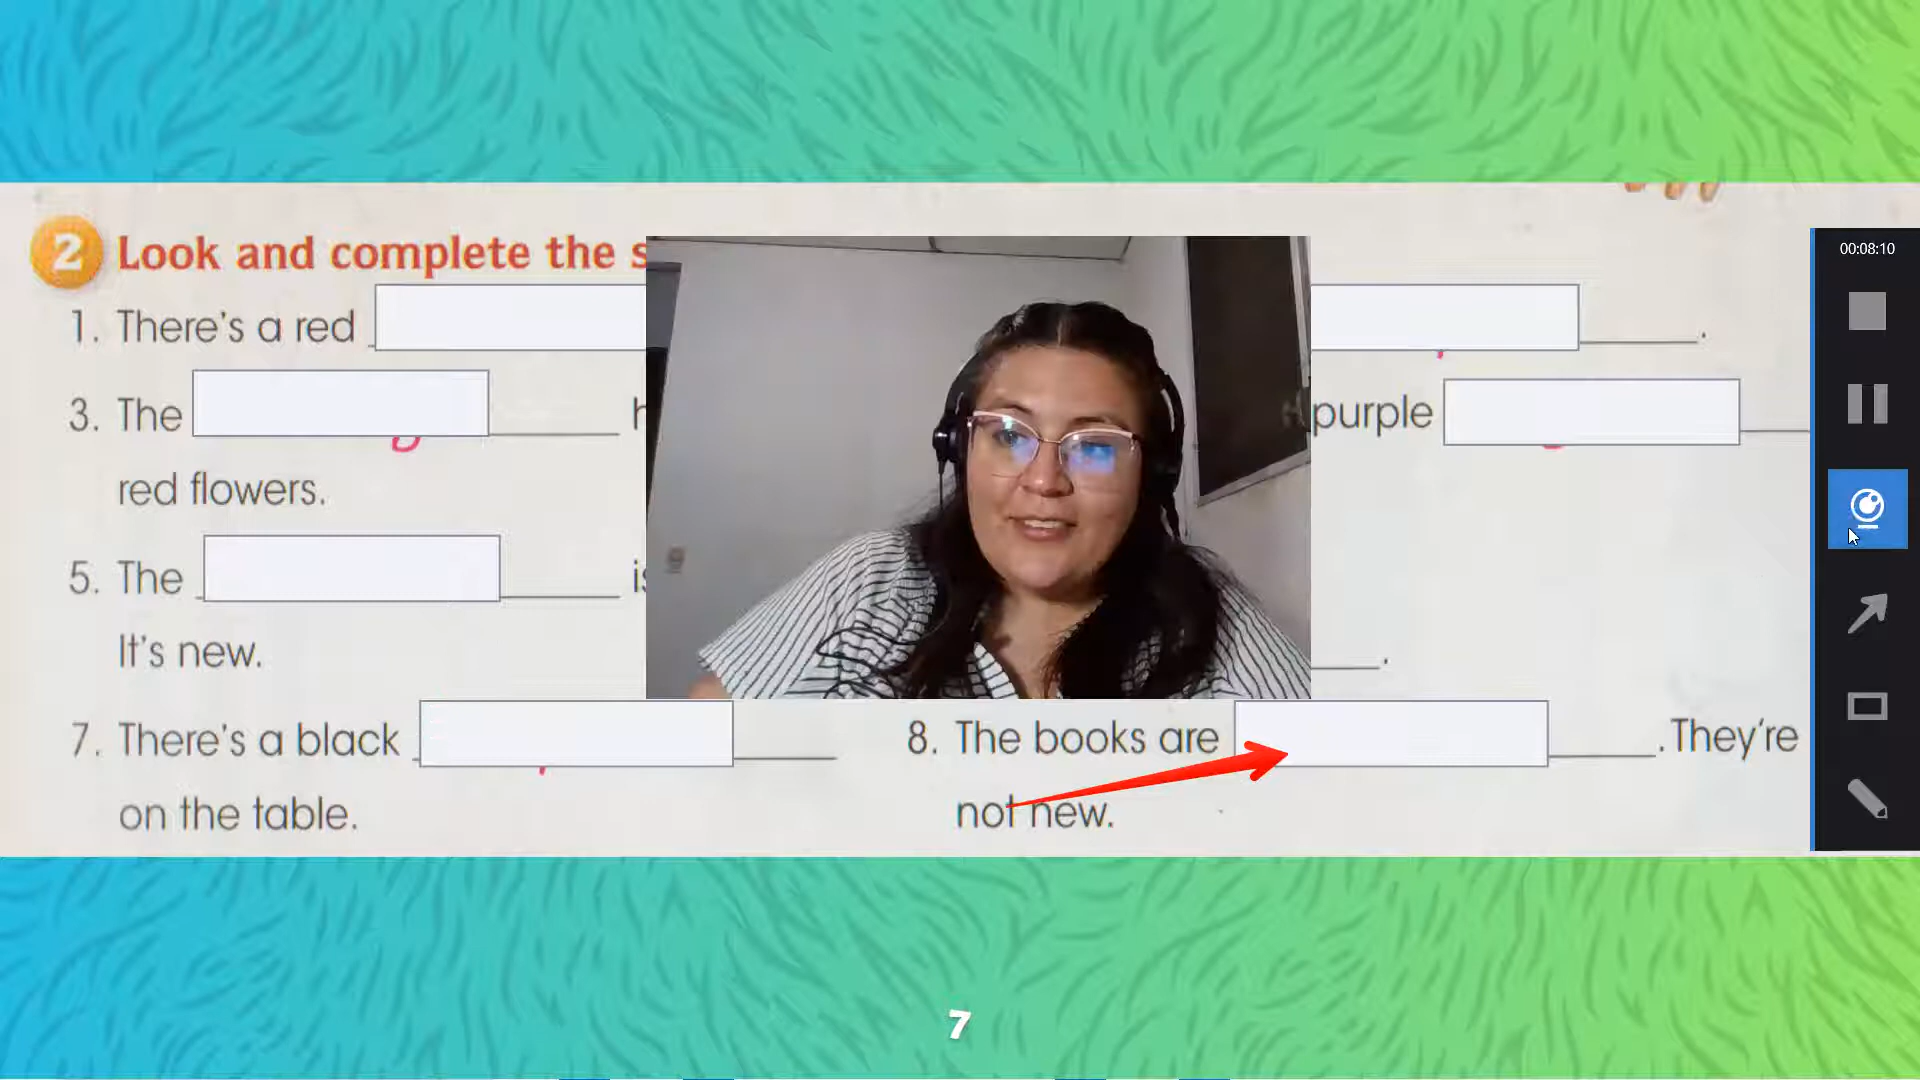 2 Look and complete the s
1. There's a red
3. The
purple
red flowers.
5. The
It's new.
7. There's a black
8. The books are
. They're
on the table.
not new.
7
00:08:10